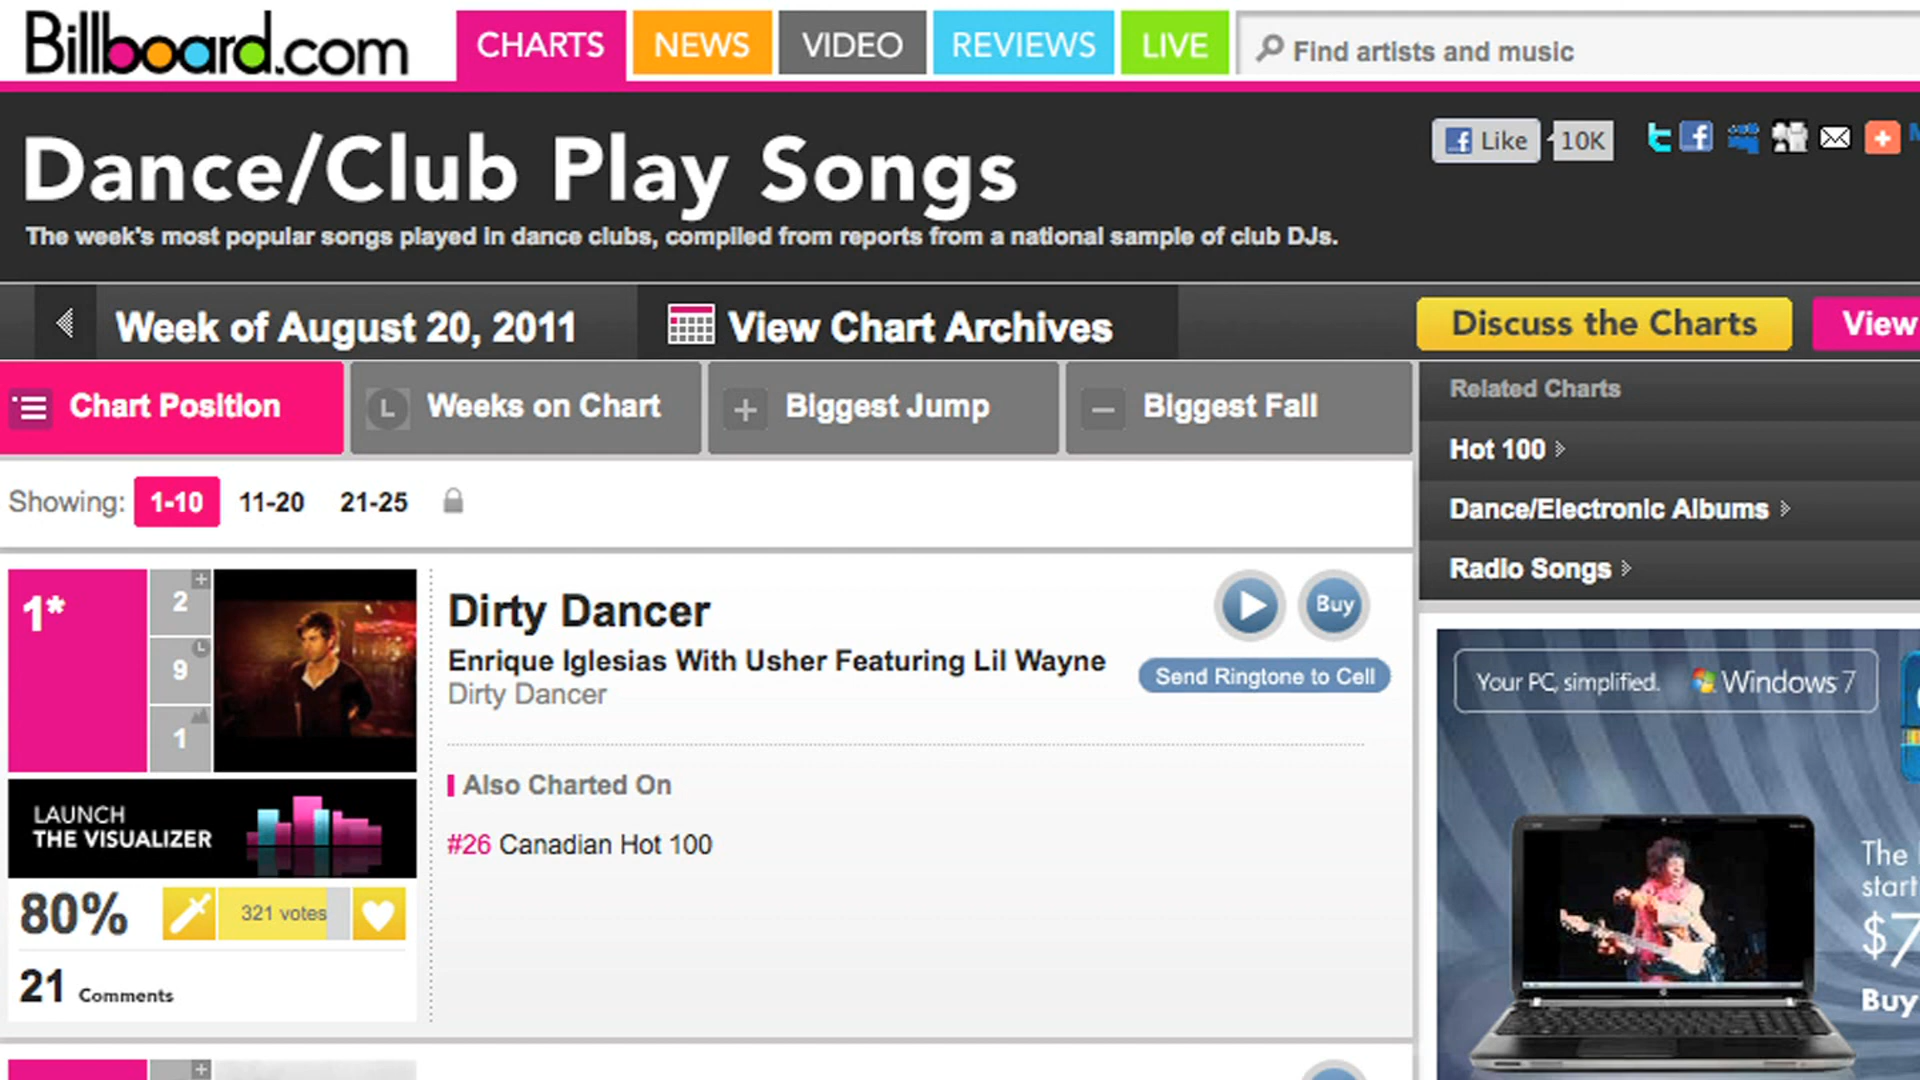 Billboard.com
CHARTS
NEWS
VIDEO
REVIEWS
LIVE
Find artists and music
Dance/Club Play Songs
The week's most popular songs played in dance clubs, compiled from reports from a national sample of club DJs.
Like
10K
Week of August 20, 2011
View Chart Archives
Discuss the Charts
View
Chart Position
Weeks on Chart
Biggest Jump
Biggest Fall
Related Charts
Hot 100
Dance/Electronic Albums
Radio Songs
Showing: 1-10 11-20 21-25
1*
2
9
1
Dirty Dancer
Enrique Iglesias With Usher Featuring Lil Wayne
Dirty Dancer
Buy
Send Ringtone to Cell
Also Charted On
#26 Canadian Hot 100
LAUNCH
THE VISUALIZER
80%
321 votes
21 Comments
Your PC, simplified. Windows 7
The
start
$7
Buy